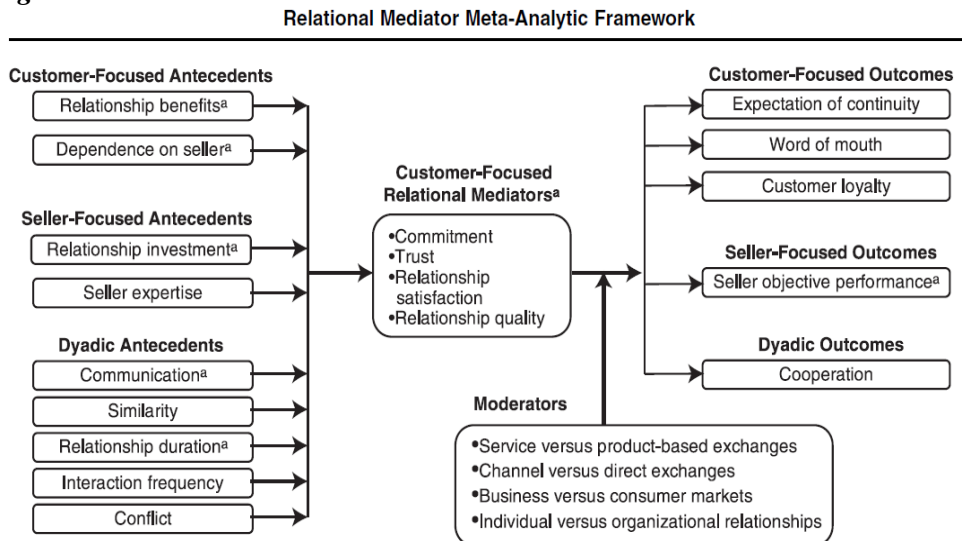 Relational Mediator Meta-Analytic Framework
Customer-Focused Antecedents
Relationship benefitsᵃ
Dependence on sellerᵃ
Seller-Focused Antecedents
Relationship investmentᵃ
Seller expertise
Dyadic Antecedents
Communicationᵃ
Similarity
Relationship durationᵃ
Interaction frequency
Conflict
Customer-Focused
Relational Mediatorsᵃ
•Commitment
•Trust
•Relationship
satisfaction
•Relationship quality
Moderators
•Service versus product-based exchanges
•Channel versus direct exchanges
•Business versus consumer markets
•Individual versus organizational relationships
Customer-Focused Outcomes
Expectation of continuity
Word of mouth
Customer loyalty
Seller-Focused Outcomes
Seller objective performanceᵃ
Dyadic Outcomes
Cooperation